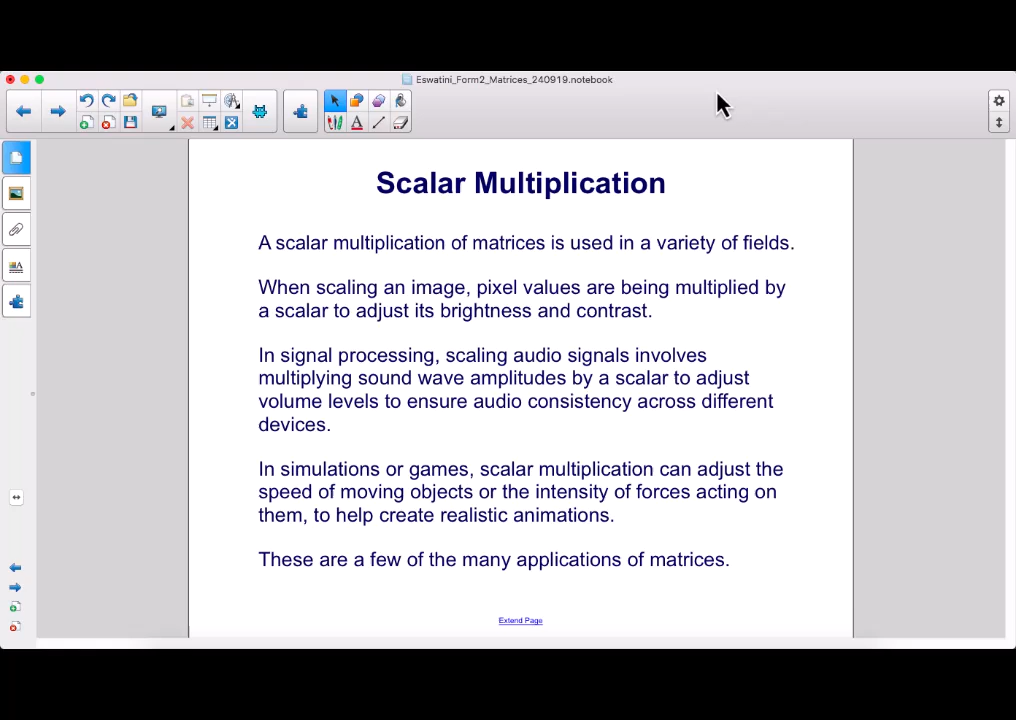 Eswatini_Form2_Matrices_240919.notebook
Scalar Multiplication
A scalar multiplication of matrices is used in a variety of fields.
When scaling an image, pixel values are being multiplied by
a scalar to adjust its brightness and contrast.
In signal processing, scaling audio signals involves
multiplying sound wave amplitudes by a scalar to adjust
volume levels to ensure audio consistency across different
devices.
In simulations or games, scalar multiplication can adjust the
speed of moving objects or the intensity of forces acting on
them, to help create realistic animations.
These are a few of the many applications of matrices.
Extend Page